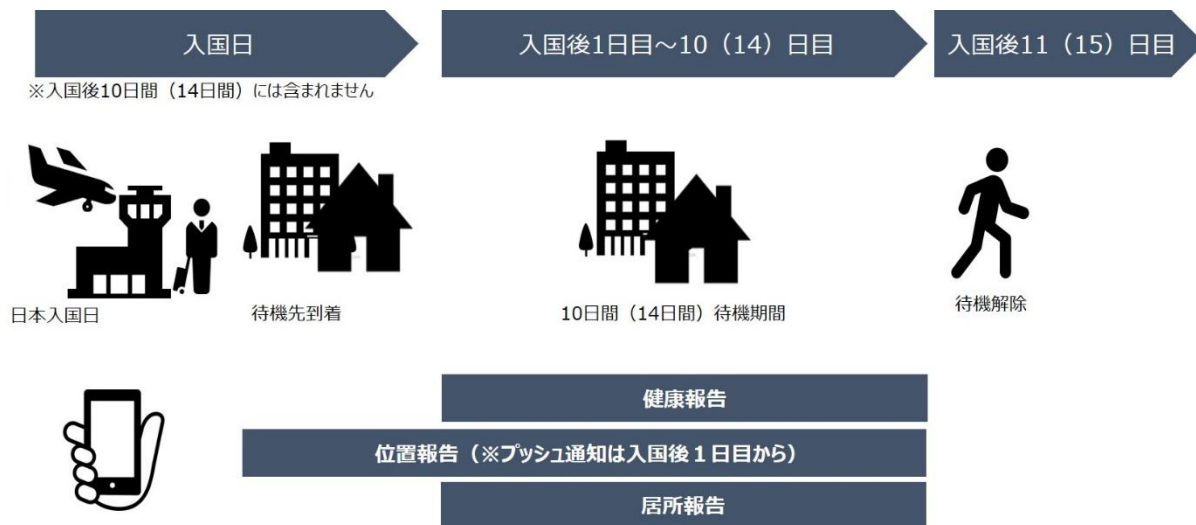 入国日
入国後1日目～10（14）日目
入国後11（15）日目
※入国後10日間（14日間）には含まれません
日本入国日
待機先到着
10日間（14日間）待機期間
待機解除
健康報告
位置報告（※プッシュ通知は入国後１日目から）
居所報告